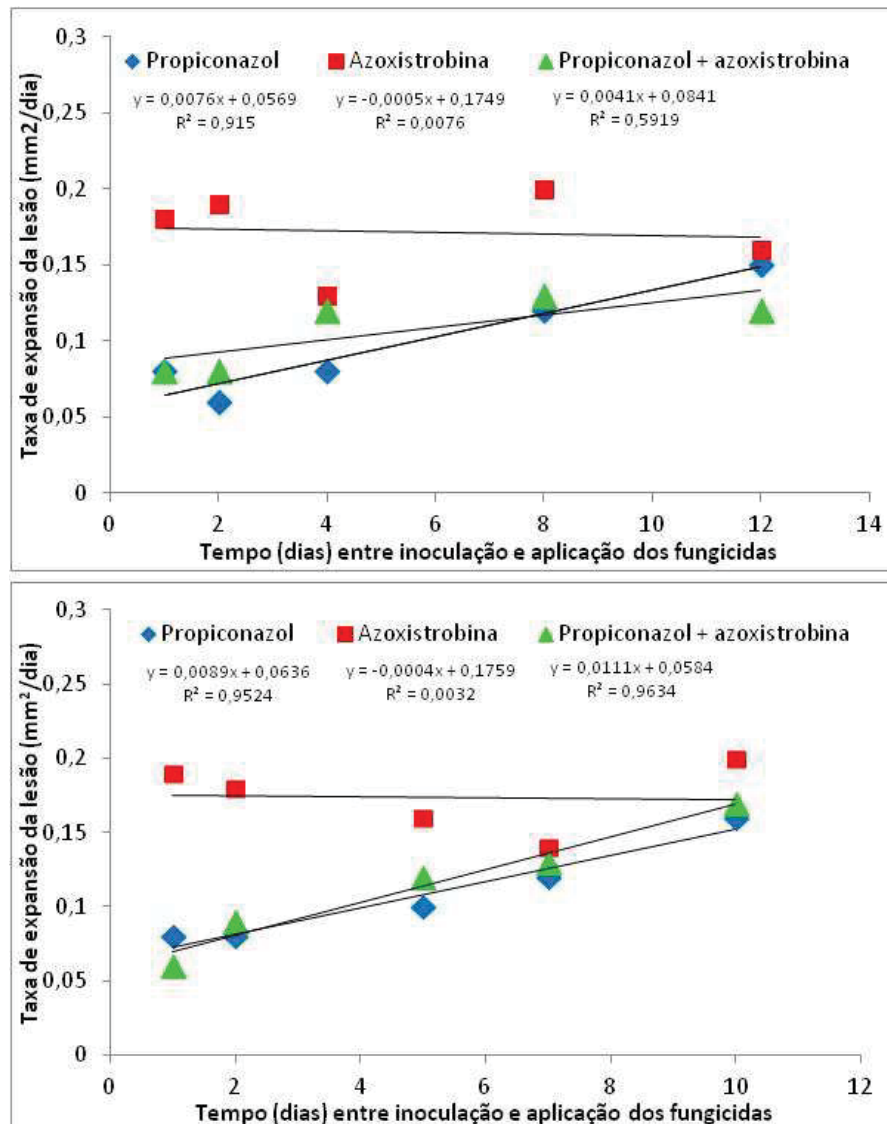 Taxa de expansão da lesão (mm2/dia)
0,3
0,25
0,2
0,15
0,1
0,05
0
Propiconazol Azoxistrobina Propiconazol + azoxistrobina
y = 0,0076x + 0,0569 y = -0,0005x + 0,1749 y = 0,0041x + 0,0841
R² = 0,915 R² = 0,0076 R² = 0,5919
0 2 4 6 8 10 12 14
Tempo (dias) entre inoculação e aplicação dos fungicidas
Taxa de expansão da lesão (mm²/dia)
0,3
0,25
0,2
0,15
0,1
0,05
0
Propiconazol Azoxistrobina Propiconazol + azoxistrobina
y = 0,0089x + 0,0636 y = -0,0004x + 0,1759 y = 0,0111x + 0,0584
R² = 0,9524 R² = 0,0032 R² = 0,9634
0 2 4 6 8 10 12
Tempo (dias) entre inoculação e aplicação dos fungicidas